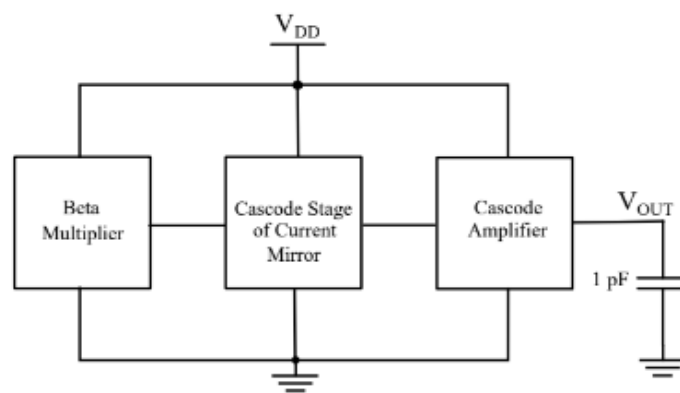 V_DD
Beta
Multiplier
Cascode Stage
of Current
Mirror
Cascode
Amplifier
V_OUT
1 pF